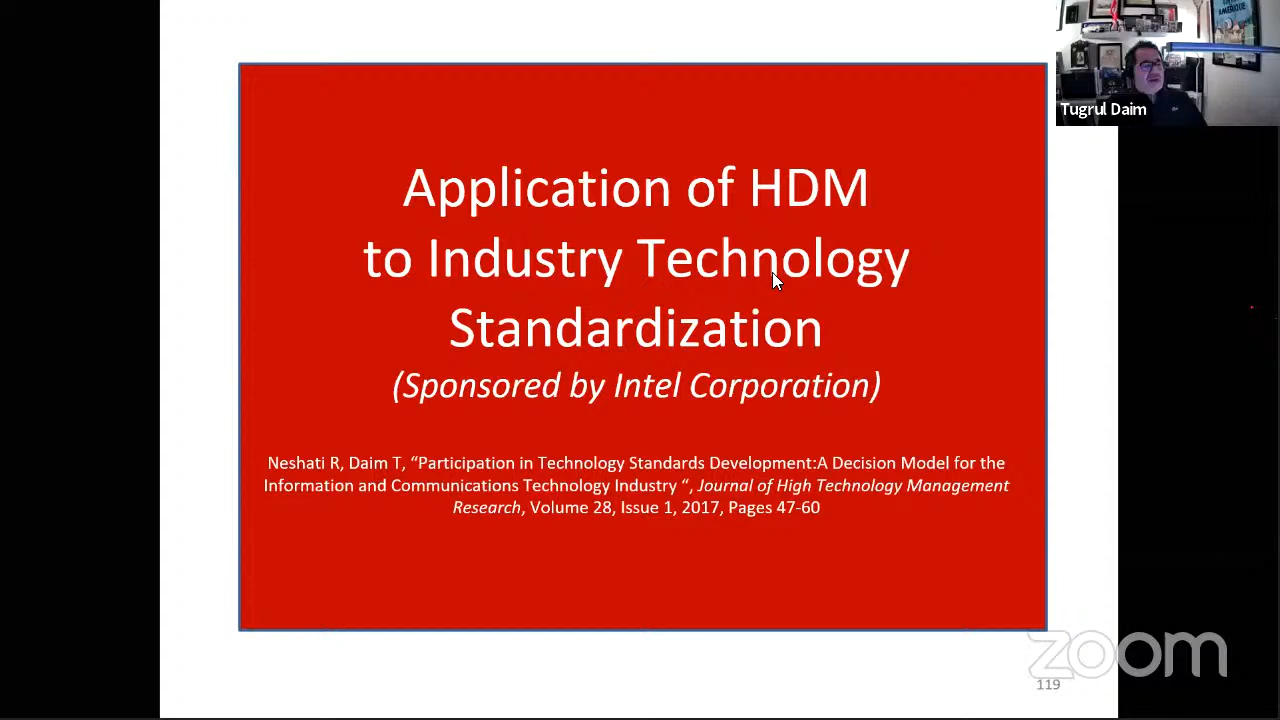 Tugrul Daim
Application of HDM
to Industry Technology
Standardization
(Sponsored by Intel Corporation)
Neshati R, Daim T, “Participation in Technology Standards Development:A Decision Model for the
Information and Communications Technology Industry “, Journal of High Technology Management
Research, Volume 28, Issue 1, 2017, Pages 47-60
zoom
119